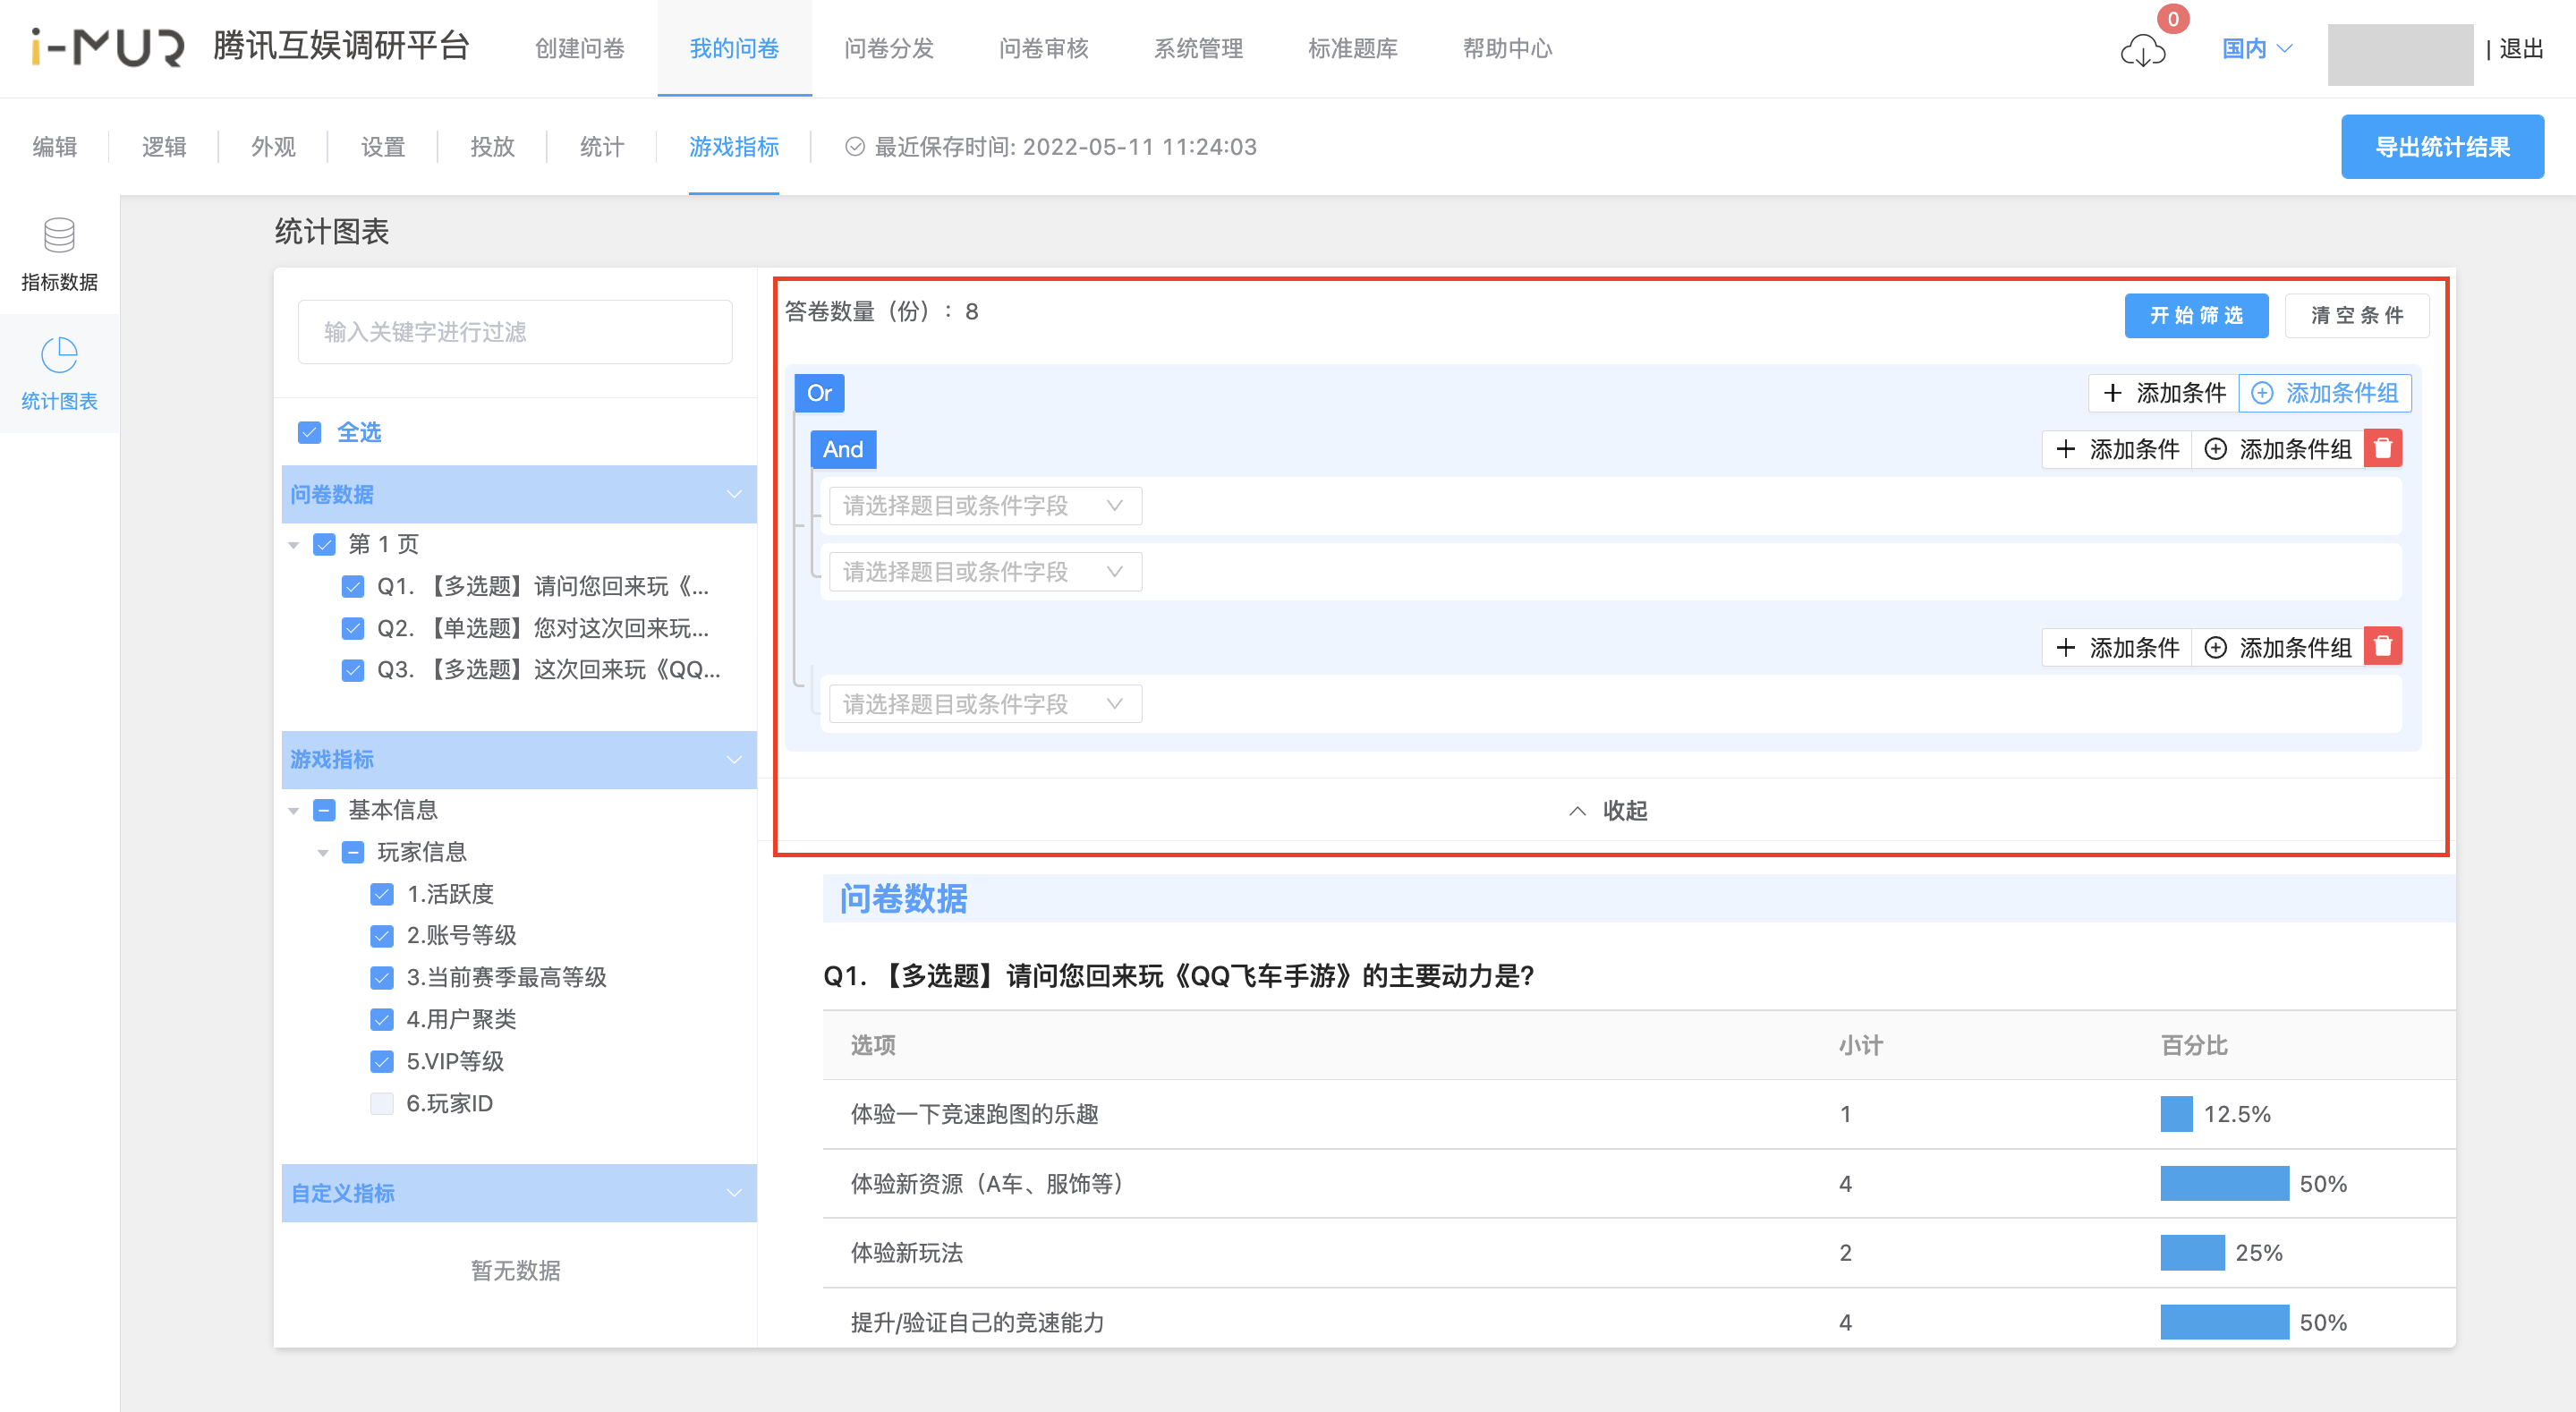 i-MUR 腾讯互娱调研平台 创建问卷 我的问卷 问卷分发 问卷审核 系统管理 标准题库 帮助中心 0 国内 | 退出
编辑 逻辑 外观 设置 投放 统计 游戏指标 最近保存时间: 2022-05-11 11:24:03 导出统计结果
指标数据
统计图表
统计图表
输入关键字进行过滤
全选
问卷数据
第 1 页
Q1. 【多选题】请问您回来玩《...
Q2. 【单选题】您对这次回来玩...
Q3. 【多选题】这次回来玩《QQ...
游戏指标
基本信息
玩家信息
1.活跃度
2.账号等级
3.当前赛季最高等级
4.用户聚类
5.VIP等级
6.玩家ID
自定义指标
暂无数据
答卷数量（份）: 8 开始筛选 清空条件
Or 添加条件 添加条件组
And 添加条件 添加条件组
请选择题目或条件字段
请选择题目或条件字段
添加条件 添加条件组
请选择题目或条件字段
收起
问卷数据
Q1. 【多选题】请问您回来玩《QQ飞车手游》的主要动力是?
选项 小计 百分比
体验一下竞速跑图的乐趣 1 12.5%
体验新资源（A车、服饰等） 4 50%
体验新玩法 2 25%
提升/验证自己的竞速能力 4 50%